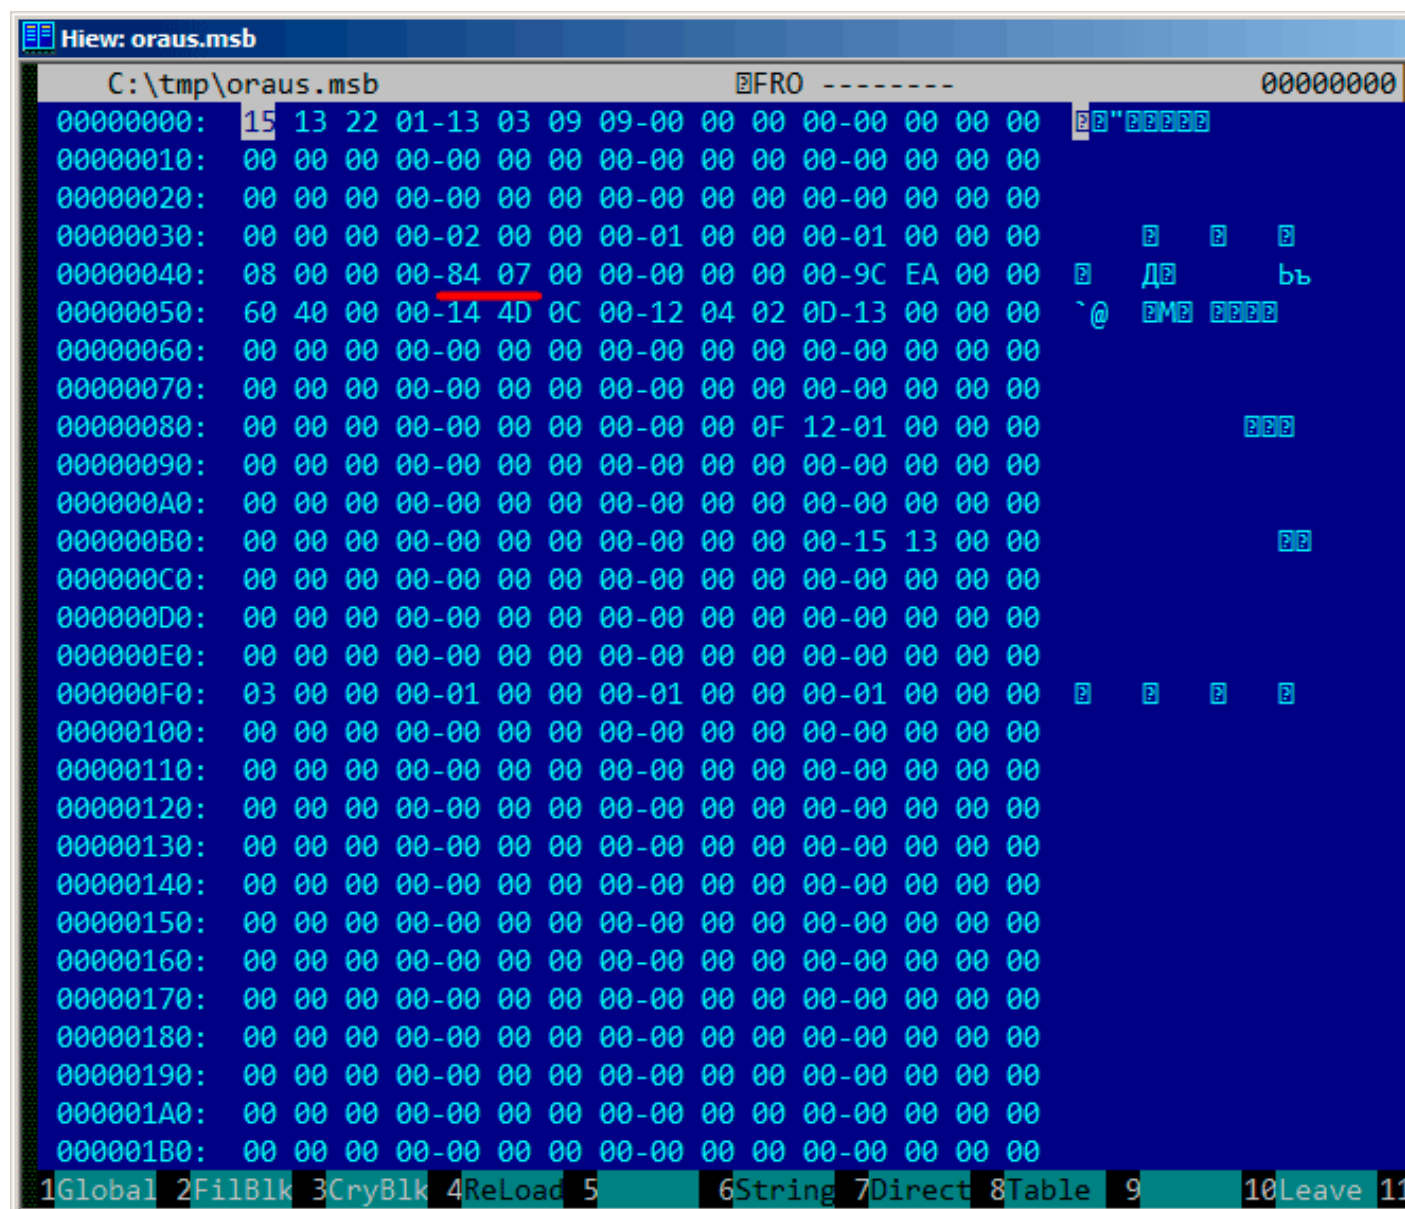 Hiew: oraus.msb
C:\tmp\oraus.msb FRO -------- 00000000
00000000: 15 13 22 01-13 03 09 09-00 00 00 00-00 00 00 00 "
00000010: 00 00 00 00-00 00 00 00-00 00 00 00-00 00 00 00
00000020: 00 00 00 00-00 00 00 00-00 00 00 00-00 00 00 00
00000030: 00 00 00 00-02 00 00 00-01 00 00 00-01 00 00 00
00000040: 08 00 00 00-84 07 00 00-00 00 00 00-9C EA 00 00 Д Ьъ
00000050: 60 40 00 00-14 4D 0C 00-12 04 02 0D-13 00 00 00 `@ M
00000060: 00 00 00 00-00 00 00 00-00 00 00 00-00 00 00 00
00000070: 00 00 00 00-00 00 00 00-00 00 00 00-00 00 00 00
00000080: 00 00 00 00-00 00 00 00-00 00 0F 12-01 00 00 00
00000090: 00 00 00 00-00 00 00 00-00 00 00 00-00 00 00 00
000000A0: 00 00 00 00-00 00 00 00-00 00 00 00-00 00 00 00
000000B0: 00 00 00 00-00 00 00 00-00 00 00 00-15 13 00 00
000000C0: 00 00 00 00-00 00 00 00-00 00 00 00-00 00 00 00
000000D0: 00 00 00 00-00 00 00 00-00 00 00 00-00 00 00 00
000000E0: 00 00 00 00-00 00 00 00-00 00 00 00-00 00 00 00
000000F0: 03 00 00 00-01 00 00 00-01 00 00 00-01 00 00 00
00000100: 00 00 00 00-00 00 00 00-00 00 00 00-00 00 00 00
00000110: 00 00 00 00-00 00 00 00-00 00 00 00-00 00 00 00
00000120: 00 00 00 00-00 00 00 00-00 00 00 00-00 00 00 00
00000130: 00 00 00 00-00 00 00 00-00 00 00 00-00 00 00 00
00000140: 00 00 00 00-00 00 00 00-00 00 00 00-00 00 00 00
00000150: 00 00 00 00-00 00 00 00-00 00 00 00-00 00 00 00
00000160: 00 00 00 00-00 00 00 00-00 00 00 00-00 00 00 00
00000170: 00 00 00 00-00 00 00 00-00 00 00 00-00 00 00 00
00000180: 00 00 00 00-00 00 00 00-00 00 00 00-00 00 00 00
00000190: 00 00 00 00-00 00 00 00-00 00 00 00-00 00 00 00
000001A0: 00 00 00 00-00 00 00 00-00 00 00 00-00 00 00 00
000001B0: 00 00 00 00-00 00 00 00-00 00 00 00-00 00 00 00
1Global 2FilBlk 3CryBlk 4ReLoad 5 6String 7Direct 8Table 9 10Leave 11